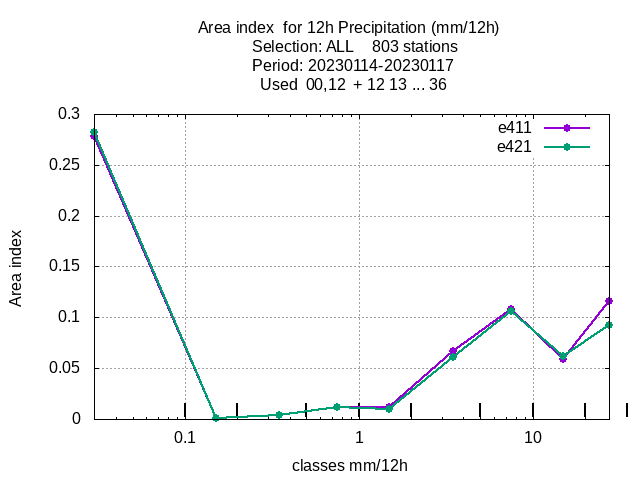 Area index  for 12h Precipitation (mm/12h)
Selection: ALL    803 stations
Period: 20230114-20230117
Used  00,12  + 12 13 ... 36
e411
e421
0.3
0.25
0.2
0.15
0.1
0.05
0
Area index
0.1 1 10
classes mm/12h